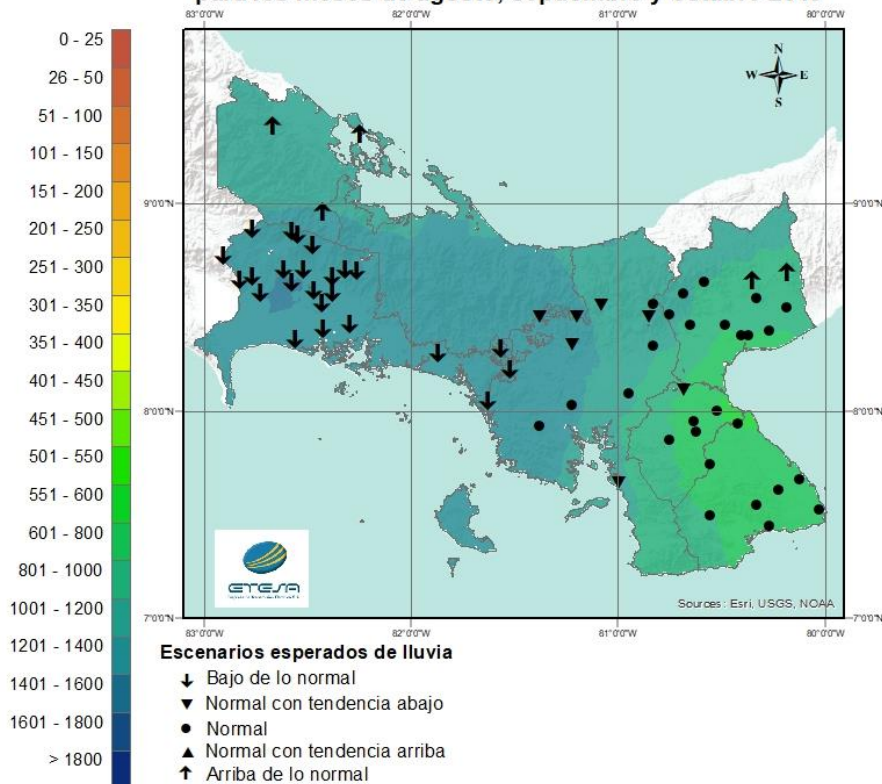 83°0'0"W 82°0'0"W 81°0'0"W 80°0'0"W
0 - 25
26 - 50
51 - 100
101 - 150
151 - 200
201 - 250
251 - 300
301 - 350
351 - 400
401 - 450
451 - 500
501 - 550
551 - 600
601 - 800
801 - 1000
1001 - 1200
1201 - 1400
1401 - 1600
1601 - 1800
> 1800
N
W E
S
9°0'0"N 9°0'0"N
8°0'0"N 8°0'0"N
ETESA
Sources: Esri, USGS, NOAA
7°0'0"N 7°0'0"N
83°0'0"W 82°0'0"W 81°0'0"W 80°0'0"W
Escenarios esperados de lluvia
Bajo de lo normal
Normal con tendencia abajo
Normal
Normal con tendencia arriba
Arriba de lo normal